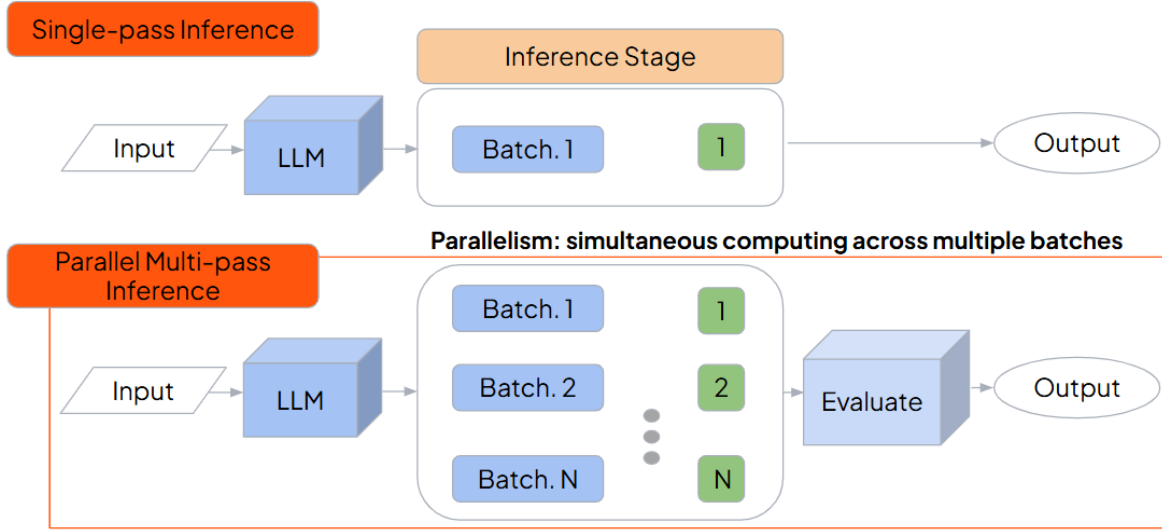 Single-pass Inference
Inference Stage
Input
LLM
Batch. 1
1
Output
Parallelism: simultaneous computing across multiple batches
Parallel Multi-pass
Inference
Batch. 1
1
Input
LLM
Batch. 2
2
Evaluate
Output
Batch. N
N